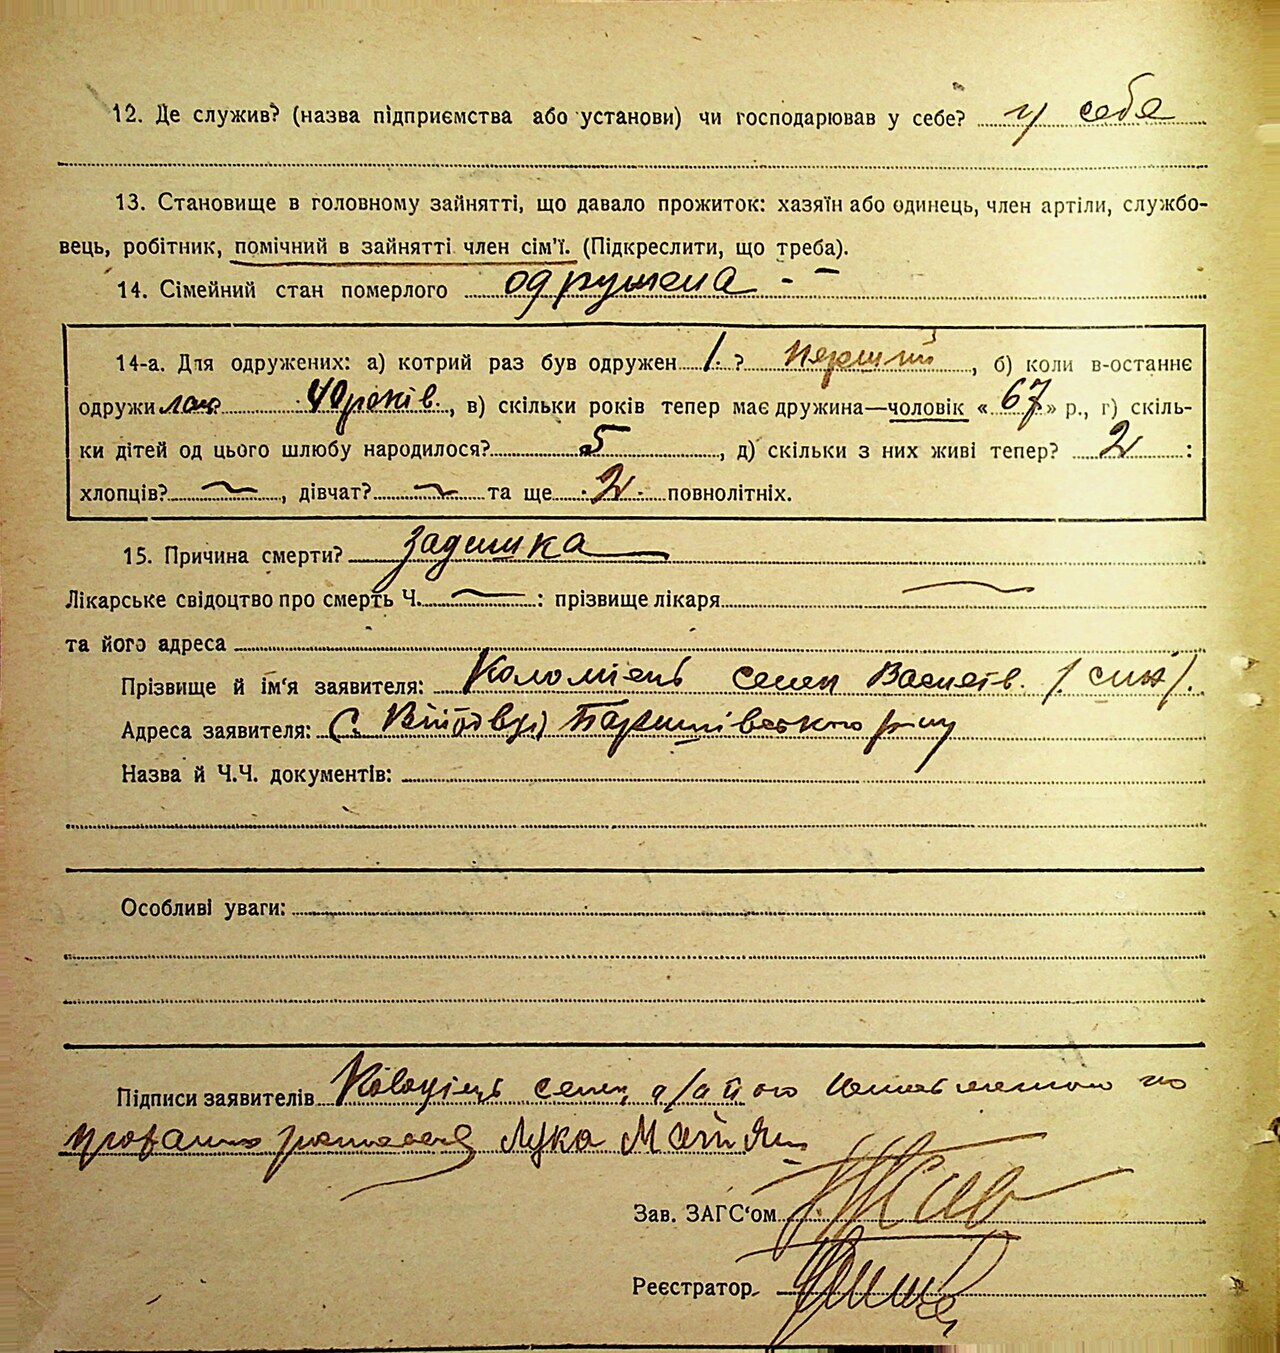 12. Де служив? (назва підприємства або установи) чи господарював у себе? у себе
13. Становище в головному зайнятті, що давало прожиток: хазяїн або одинець, член артіли, службо-
вець, робітник, помічний в зайнятті член сім'ї. (Підкреслити, що треба).
14. Сімейний стан померлого одружена
14-а. Для одружених: а) котрий раз був одружен 1. ? перший, б) коли в-останнє
одружи 40 років., в) скільки років тепер має дружина—чоловік «67» р., г) скіль-
ки дітей од цього шлюбу народилося? 5, д) скільки з них живі тепер? 2:
хлопців? —, дівчат? — та ще 2 повнолітніх.
15. Причина смерти? задишка
Лікарське свідоцтво про смерть Ч. —: прізвище лікаря —
та його адреса
Прізвище й ім'я заявителя: Коломієць Семен (син).
Адреса заявителя: С.
Назва й Ч.Ч. документів:
Особливі уваги:
Підписи заявителів Семен
Лука
Зав. ЗАГС'ом
Реєстратор